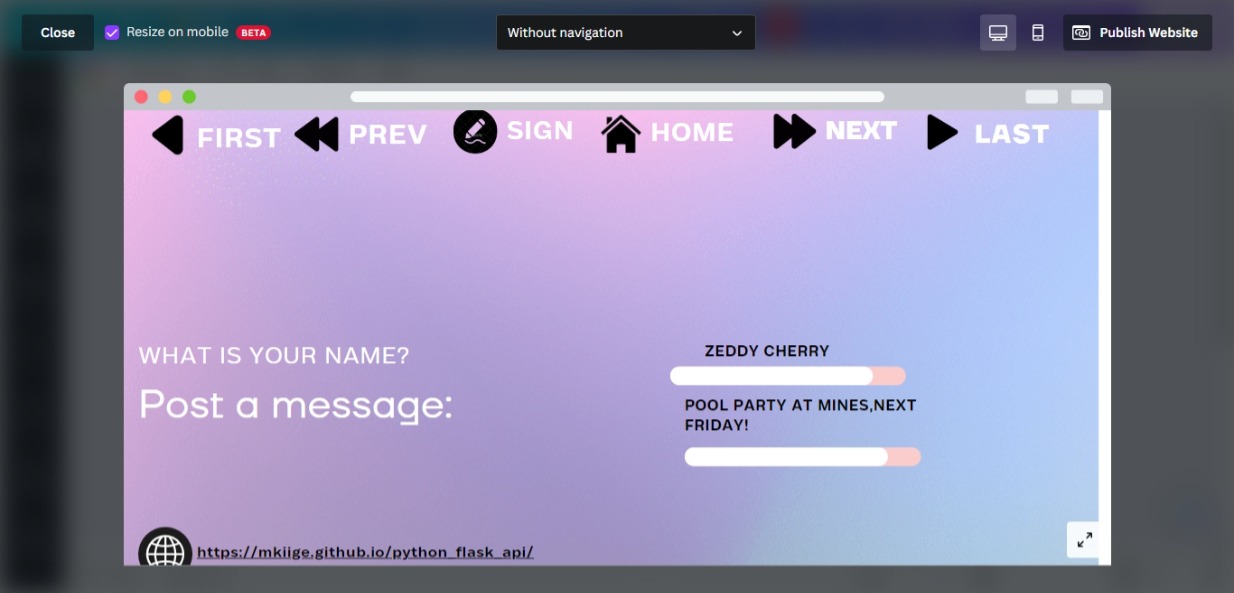 Close
Resize on mobile BETA
Without navigation
Publish Website
FIRST PREV SIGN HOME NEXT LAST
WHAT IS YOUR NAME?
ZEDDY CHERRY
Post a message:
POOL PARTY AT MINES,NEXT
FRIDAY!
https://mkiige.github.io/python_flask_api/